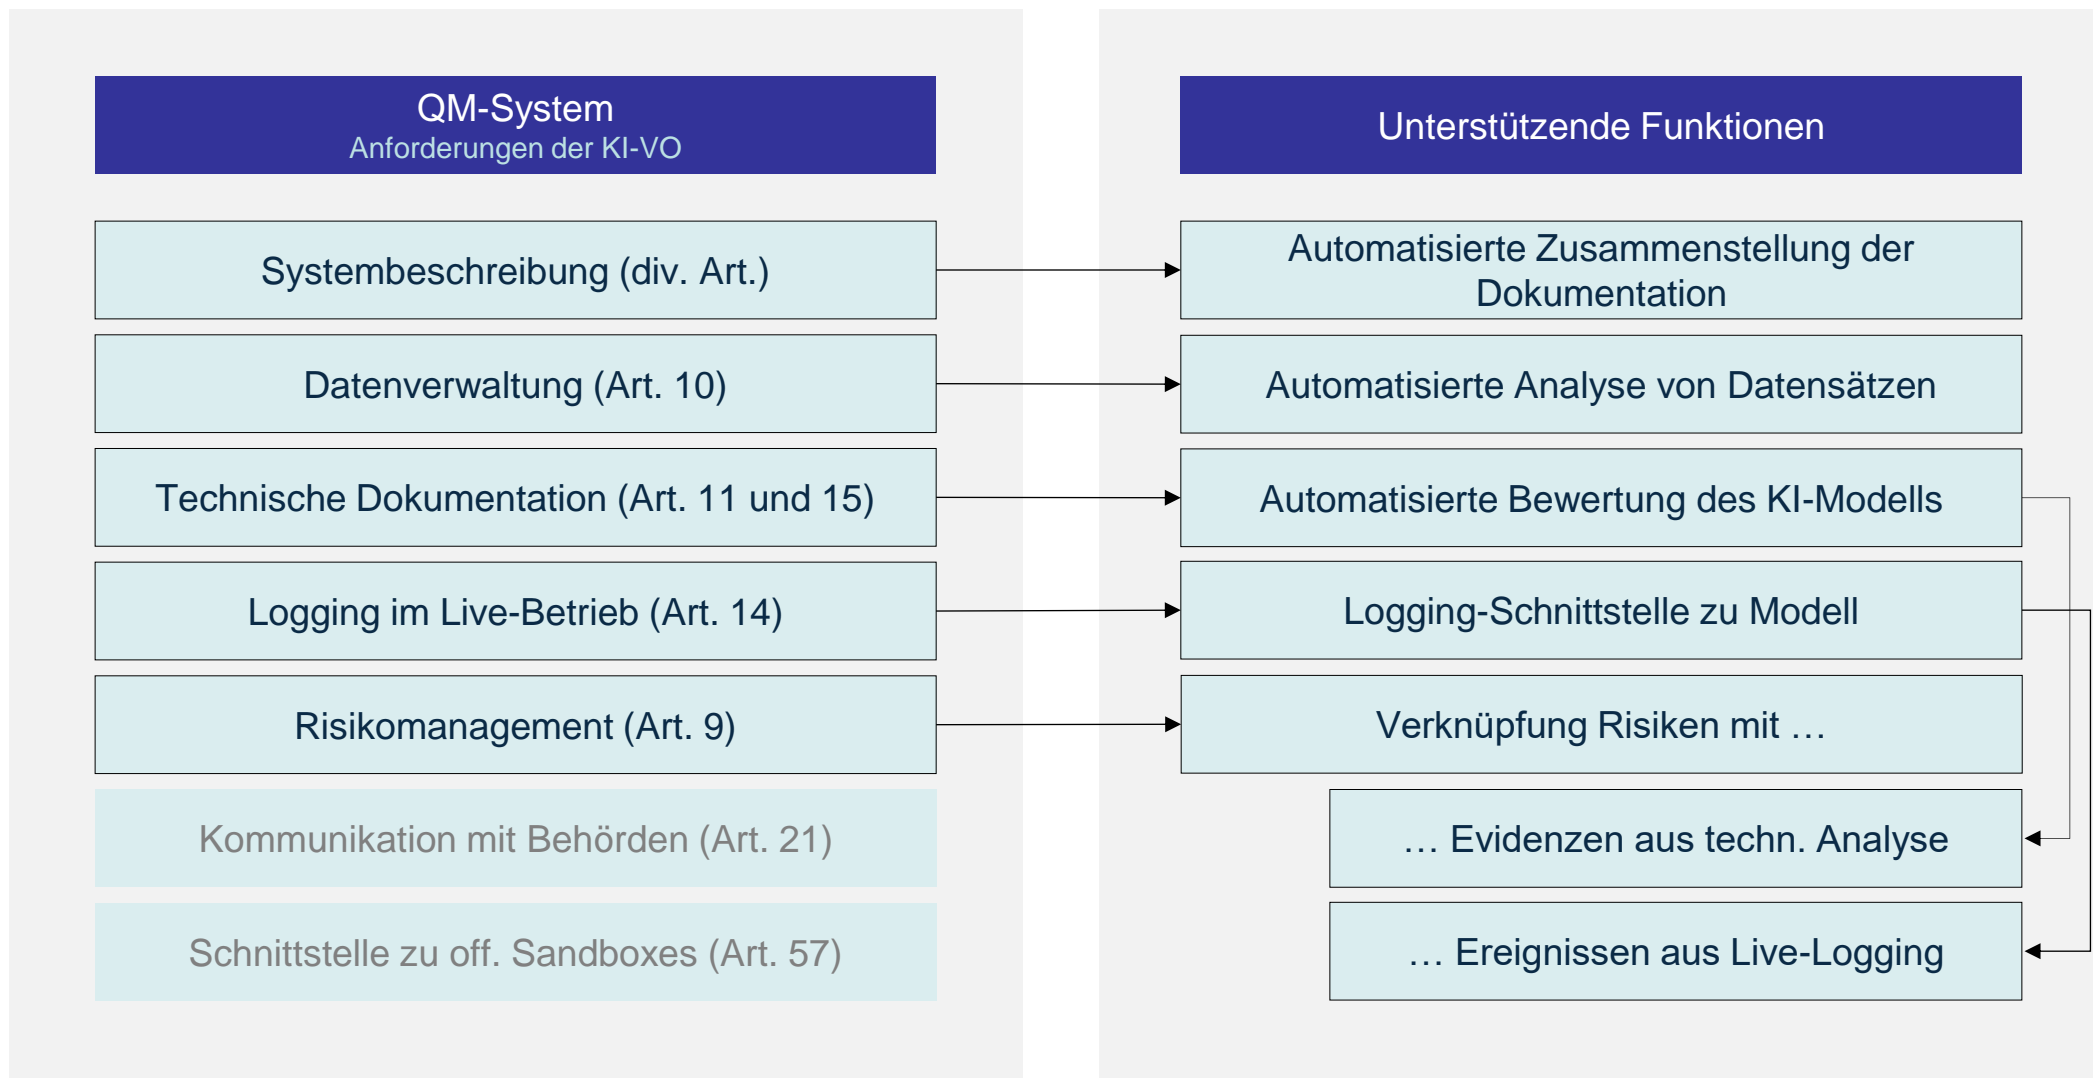 QM-System
Anforderungen der KI-VO
Systembeschreibung (div. Art.)
Datenverwaltung (Art. 10)
Technische Dokumentation (Art. 11 und 15)
Logging im Live-Betrieb (Art. 14)
Risikomanagement (Art. 9)
Kommunikation mit Behörden (Art. 21)
Schnittstelle zu off. Sandboxes (Art. 57)
Unterstützende Funktionen
Automatisierte Zusammenstellung der
Dokumentation
Automatisierte Analyse von Datensätzen
Automatisierte Bewertung des KI-Modells
Logging-Schnittstelle zu Modell
Verknüpfung Risiken mit …
… Evidenzen aus techn. Analyse
… Ereignissen aus Live-Logging